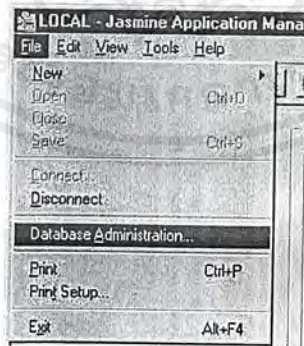 LOCAL - Jasmine Application Mana
File Edit View Tools Help
New
Open Ctrl+O
Close
Save Ctrl+S
Connect...
Disconnect
Database Administration...
Print Ctrl+P
Print Setup...
Exit Alt+F4